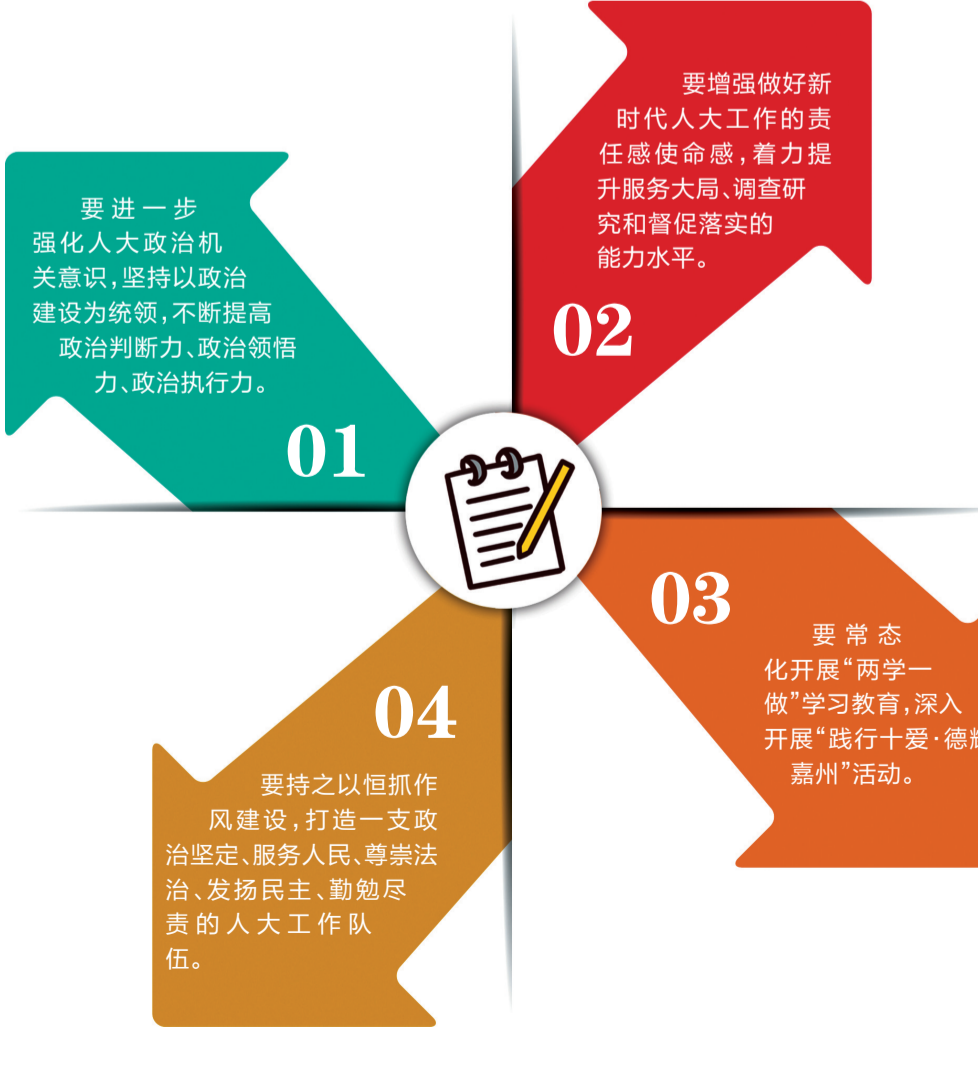 要进一步
强化人大政治机
关意识,坚持以政治
建设为统领,不断提高
政治判断力、政治领悟
力、政治执行力。
01
要增强做好新
时代人大工作的责
任感使命感,着力提
升服务大局、调查研
究和督促落实的
能力水平。
02
03
要常态
化开展“两学一
做”学习教育,深入
开展“践行十爱·德
嘉州”活动。
04
要持之以恒抓作
风建设,打造一支政
治坚定、服务人民、尊崇法
治、发扬民主、勤勉尽
责的人大工作队
伍。